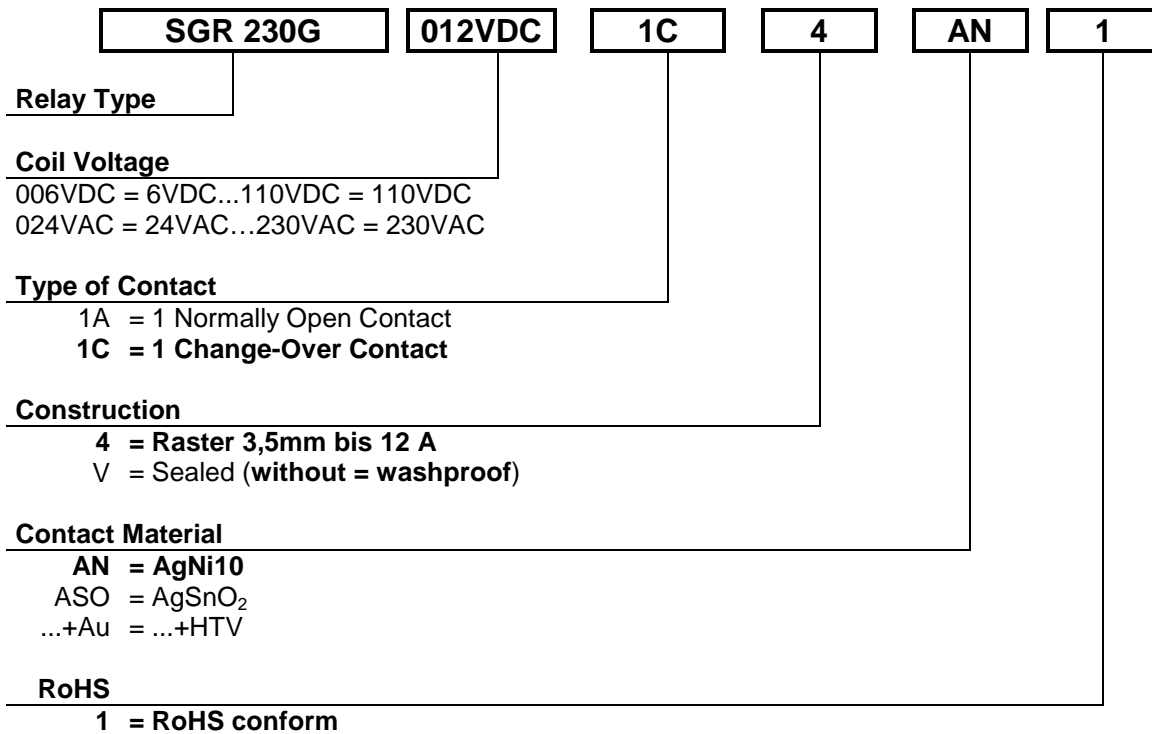 SGR 230G 012VDC 1C 4 AN 1
Relay Type
Coil Voltage
006VDC = 6VDC...110VDC = 110VDC
024VAC = 24VAC…230VAC = 230VAC
Type of Contact
1A = 1 Normally Open Contact
1C = 1 Change-Over Contact
Construction
4 = Raster 3,5mm bis 12 A
V = Sealed (without = washproof)
Contact Material
AN = AgNi10
ASO = AgSnO₂
...+Au = ...+HTV
RoHS
1 = RoHS conform